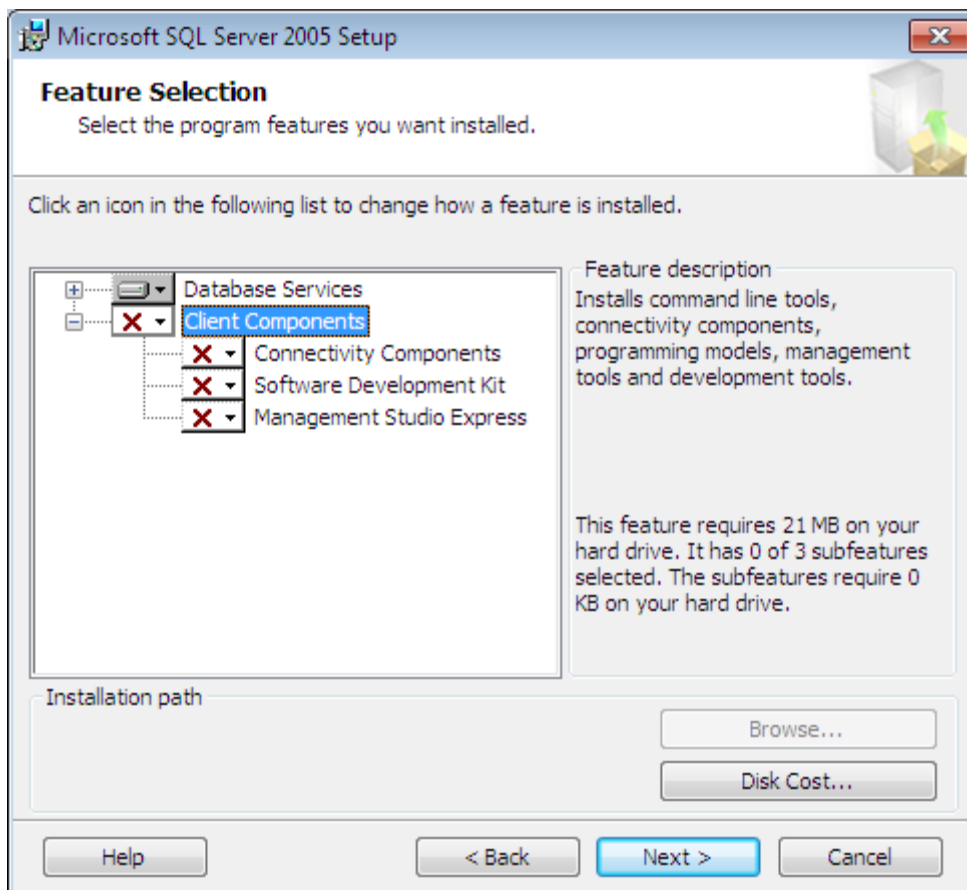 Microsoft SQL Server 2005 Setup
Feature Selection
Select the program features you want installed.
Click an icon in the following list to change how a feature is installed.
Database Services
Client Components
Connectivity Components
Software Development Kit
Management Studio Express
Feature description
Installs command line tools,
connectivity components,
programming models, management
tools and development tools.
This feature requires 21 MB on your
hard drive. It has 0 of 3 subfeatures
selected. The subfeatures require 0
KB on your hard drive.
Installation path
Browse...
Disk Cost...
Help
< Back
Next >
Cancel